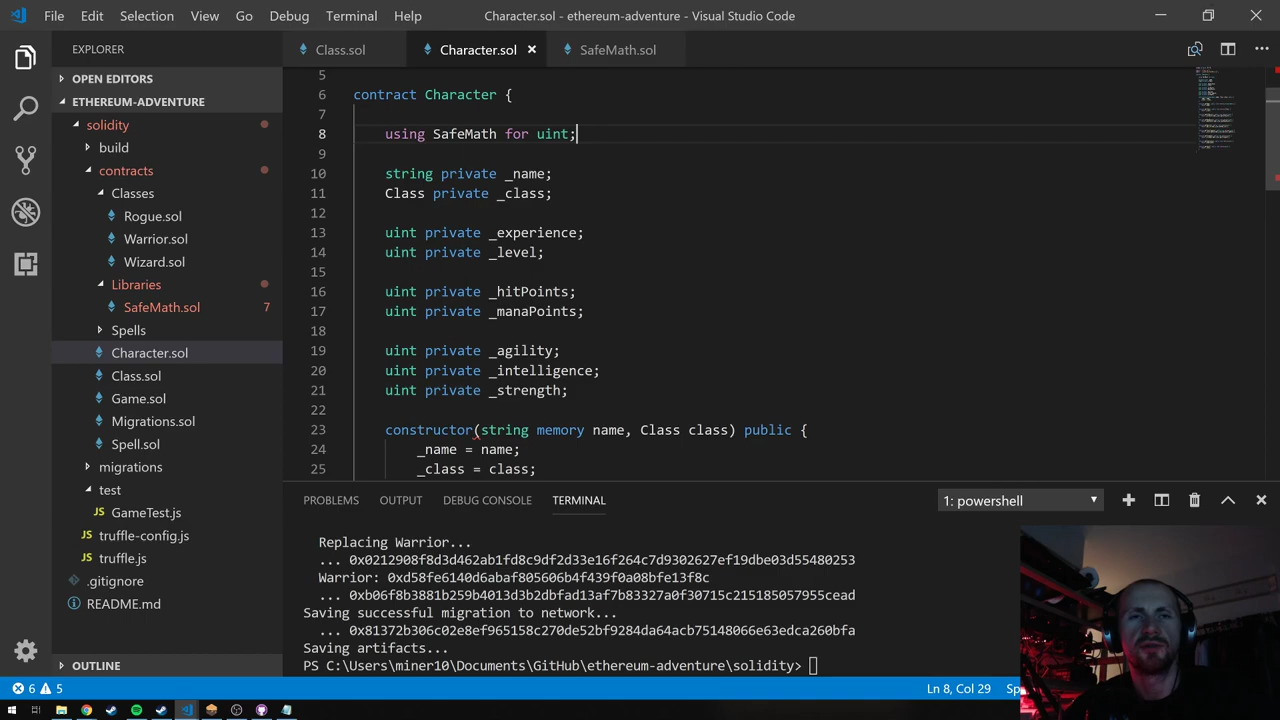 File Edit Selection View Go Debug Terminal Help
Character.sol - ethereum-adventure - Visual Studio Code
EXPLORER
OPEN EDITORS
ETHEREUM-ADVENTURE
solidity
build
contracts
Classes
Rogue.sol
Warrior.sol
Wizard.sol
Libraries
SafeMath.sol 7
Spells
Character.sol
Class.sol
Game.sol
Migrations.sol
Spell.sol
migrations
test
GameTest.js
truffle-config.js
truffle.js
.gitignore
README.md
OUTLINE
Class.sol Character.sol SafeMath.sol
5
6 contract Character {
7
8 using SafeMath for uint;
9
10 string private _name;
11 Class private _class;
12
13 uint private _experience;
14 uint private _level;
15
16 uint private _hitPoints;
17 uint private _manaPoints;
18
19 uint private _agility;
20 uint private _intelligence;
21 uint private _strength;
22
23 constructor(string memory name, Class class) public {
24 _name = name;
25 _class = class;
PROBLEMS OUTPUT DEBUG CONSOLE TERMINAL 1: powershell
Replacing Warrior...
... 0x0212908f8d3d462ab1fd8c9df2d33e16f264c7d9302627ef19dbe03d55480253
Warrior: 0xd58fe6140d6abaf805606b4f439f0a08bfe13f8c
... 0xb06f8b3881b259b4013d3b2dbfad13af7b83327a0f30715c215185057955cead
Saving successful migration to network...
... 0x81372b306c02e8ef965158c270de52bf9284da64acb75148066e63edca260bfa
Saving artifacts...
PS C:\Users\miner10\Documents\GitHub\ethereum-adventure\solidity>
6 5 Ln 8, Col 29